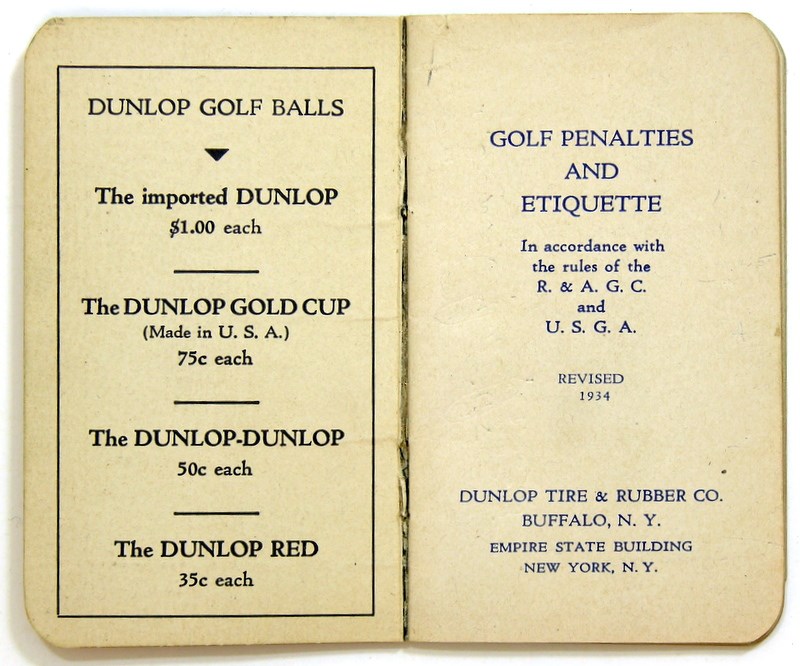 DUNLOP GOLF BALLS
The imported DUNLOP
$1.00 each
The DUNLOP GOLD CUP
(Made in U. S. A.)
75c each
The DUNLOP-DUNLOP
50c each
The DUNLOP RED
35c each
GOLF PENALTIES
AND
ETIQUETTE
In accordance with
the rules of the
R. & A. G. C.
and
U. S. G. A.
REVISED
1934
DUNLOP TIRE & RUBBER CO.
BUFFALO, N. Y.
EMPIRE STATE BUILDING
NEW YORK, N. Y.